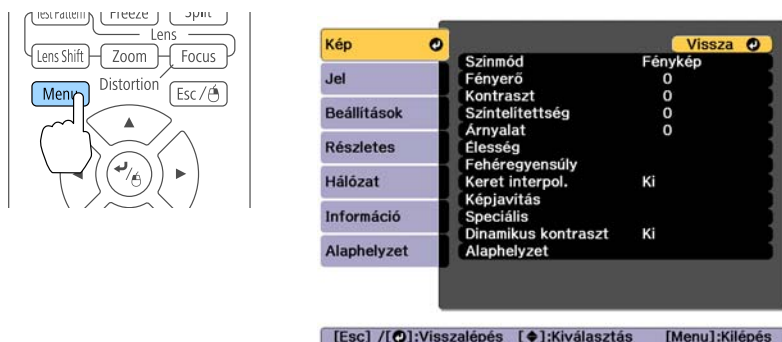 Test Pattern Freeze Split
Lens
Lens Shift Zoom Focus
Distortion
Menu Esc /
Kép
Jel
Beállítások
Részletes
Hálózat
Információ
Alaphelyzet
Vissza
Színmód Fénykép
Fényerő 0
Kontraszt 0
Színtelítettség 0
Árnyalat 0
Élesség
Fehéregyensúly
Keret interpol. Ki
Képjavítás
Speciális
Dinamikus kontraszt Ki
Alaphelyzet
[Esc] /[ ]:Visszalépés [ ]:Kiválasztás [Menu]:Kilépés